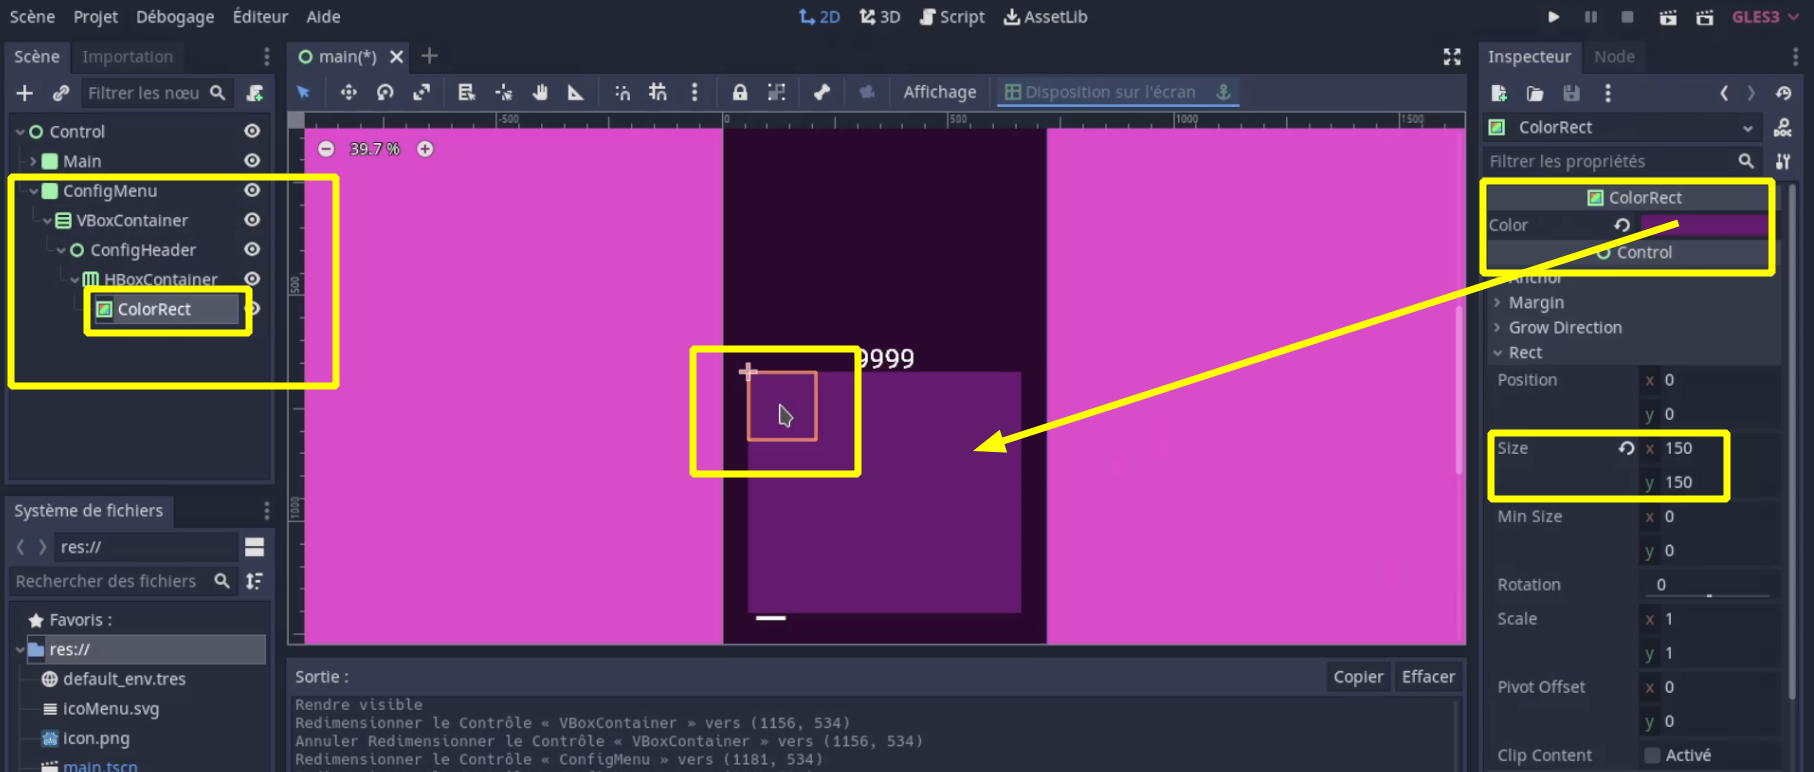 Scène Projet Débogage Éditeur Aide
2D 3D Script AssetLib
GLES3
Scène Importation
Filtrer les nœu
Control
Main
ConfigMenu
VBoxContainer
ConfigHeader
HBoxContainer
ColorRect
Système de fichiers
res://
Rechercher des fichiers
Favoris :
res://
default_env.tres
icoMenu.svg
icon.png
main.tscn
main(*)
Affichage Disposition sur l'écran
-500 0 500 1000 1500
500
1000
39.7 %
9999
Sortie : Copier Effacer
Rendre visible
Redimensionner le Contrôle « VBoxContainer » vers (1156, 534)
Annuler Redimensionner le Contrôle « VBoxContainer » vers (1156, 534)
Redimensionner le Contrôle « ConfigMenu » vers (1181, 534)
Inspecteur Node
ColorRect
DOC
Filtrer les propriétés
ColorRect
Color
Control
Anchor
Margin
Grow Direction
Rect
Position x 0
y 0
Size x 150
y 150
Min Size x 0
y 0
Rotation 0
Scale x 1
y 1
Pivot Offset x 0
y 0
Clip Content Activé